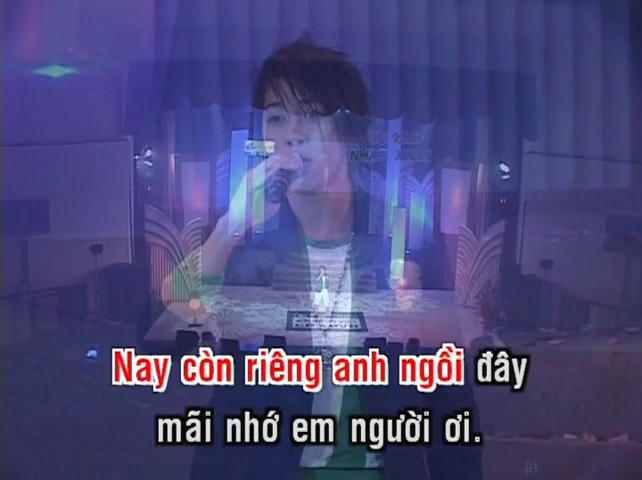 Nay còn riêng anh ngồi đây
mãi nhớ em người ơi.